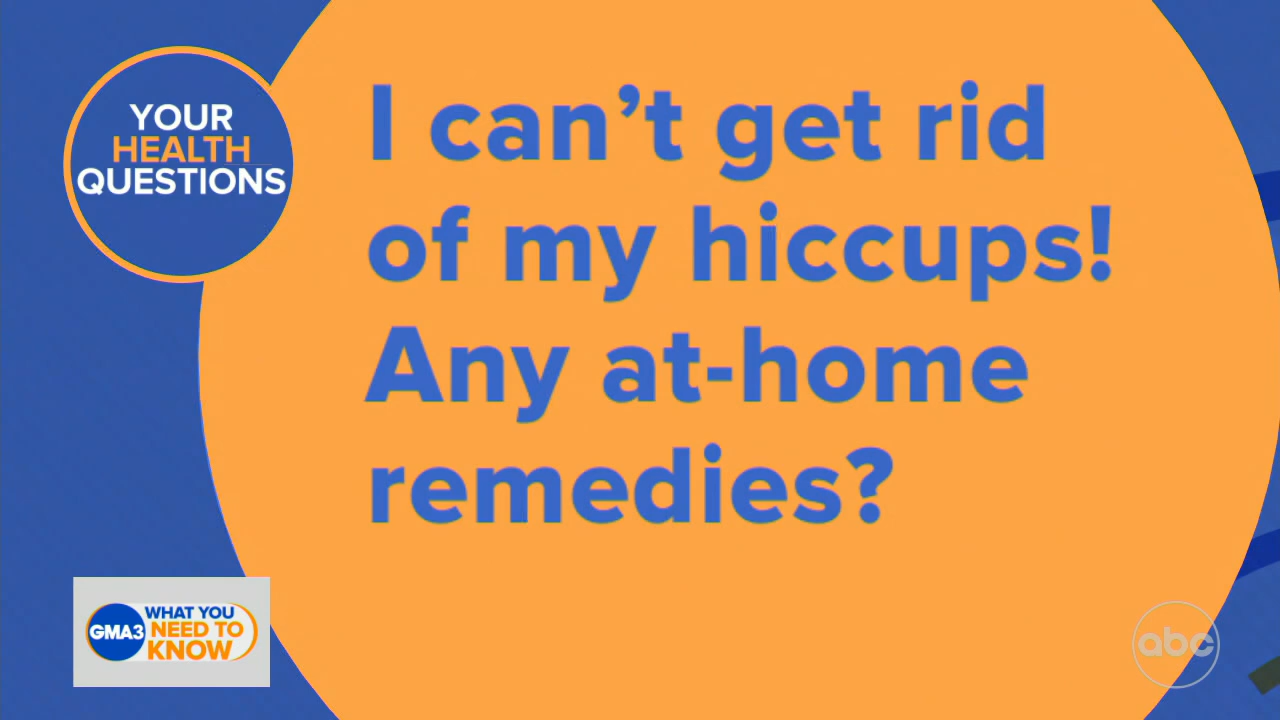 YOUR
HEALTH
QUESTIONS
I can’t get rid
of my hiccups!
Any at-home
remedies?
GMA3
WHAT YOU
NEED TO
KNOW
abc